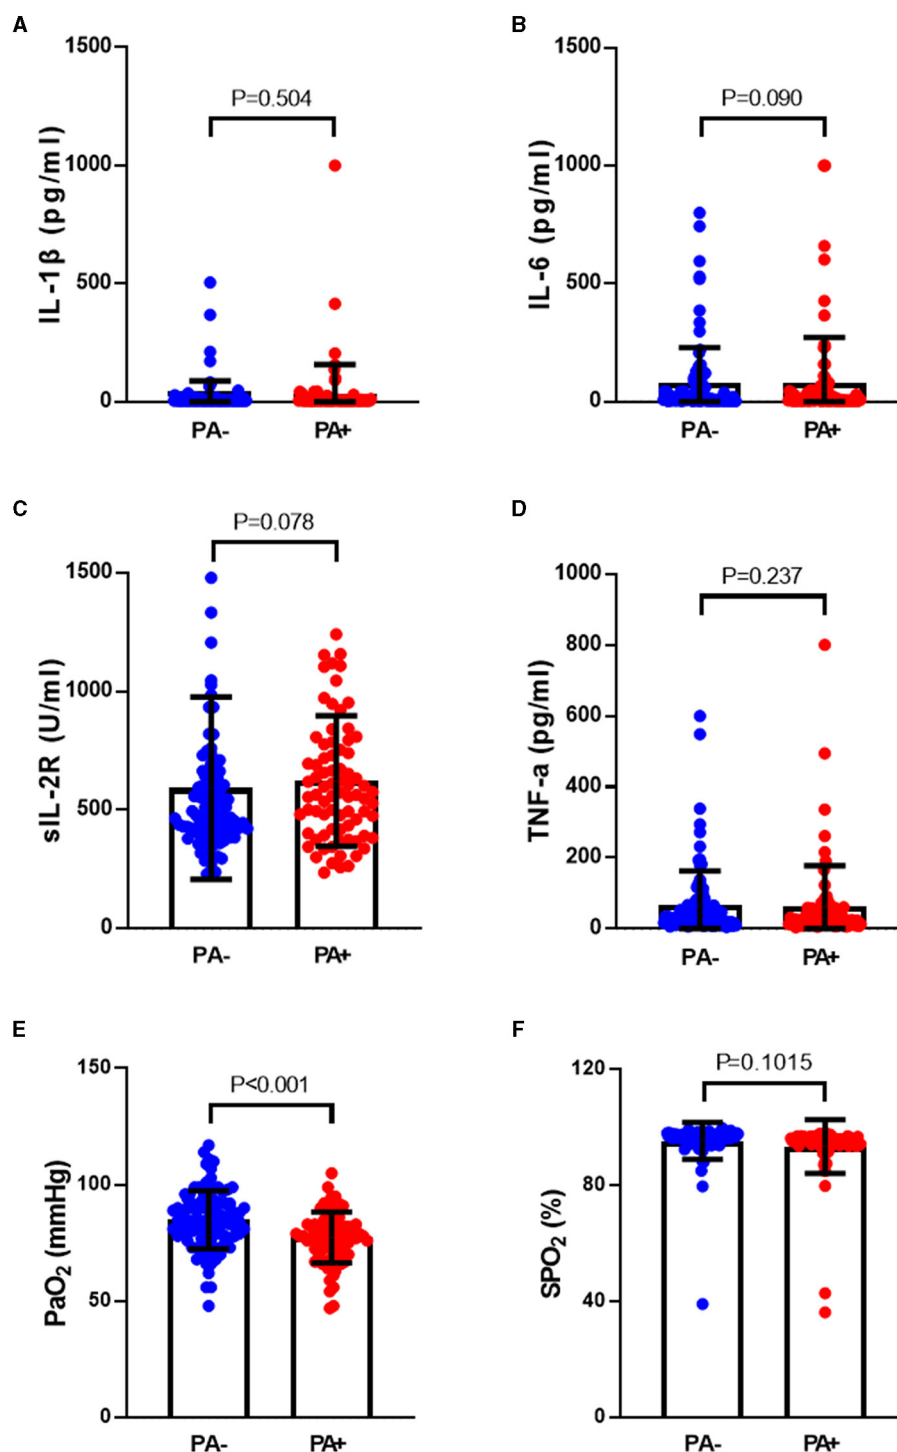 A
1500
P=0.504
1000
500
0
IL-1β (pg/ml)
PA-
PA+
B
1500
P=0.090
1000
500
0
IL-6 (pg/ml)
PA-
PA+
C
P=0.078
1500
1000
500
0
sIL-2R (U/ml)
PA-
PA+
D
1000
P=0.237
800
600
400
200
0
TNF-a (pg/ml)
PA-
PA+
E
150
P<0.001
100
50
0
PaO₂ (mmHg)
PA-
PA+
F
P=0.1015
120
80
40
0
SPO₂ (%)
PA-
PA+